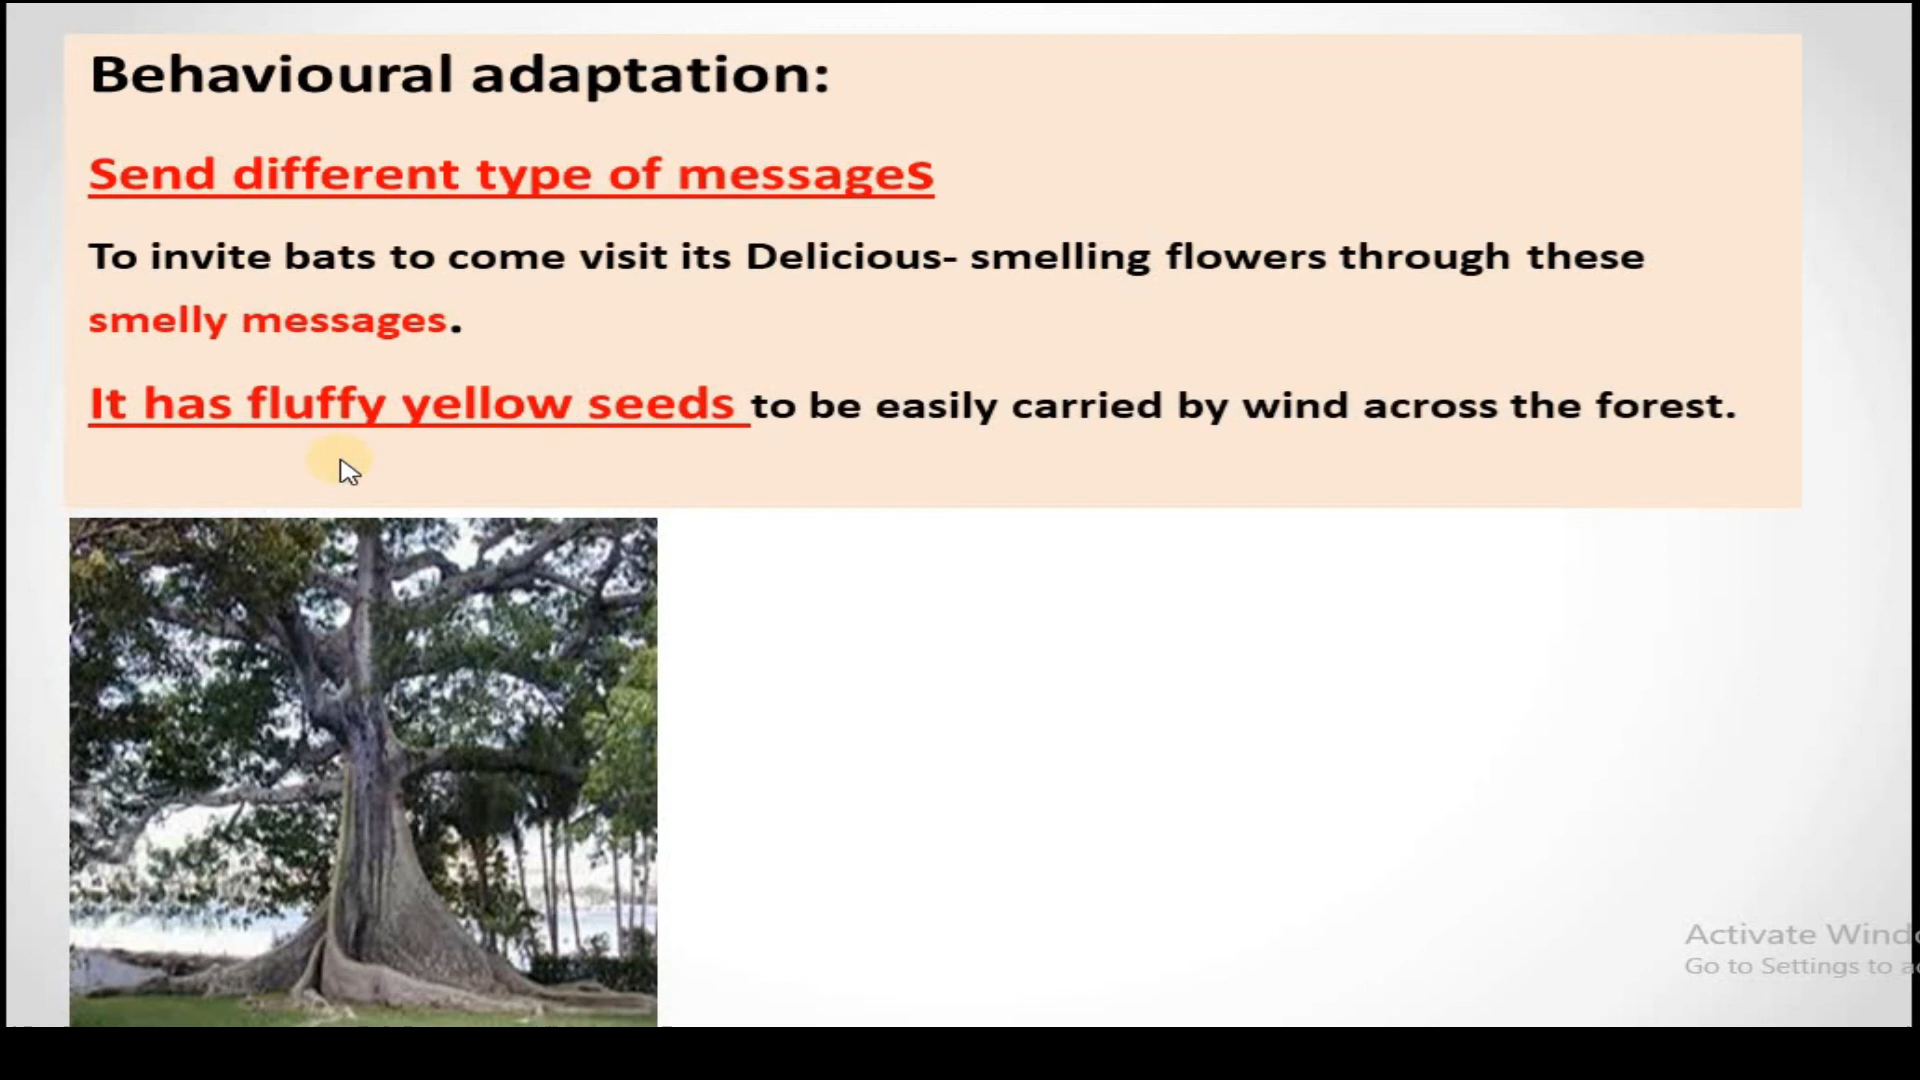 Behavioural adaptation:
Send different type of messages
To invite bats to come visit its Delicious- smelling flowers through these
smelly messages.
It has fluffy yellow seeds to be easily carried by wind across the forest.
Activate Windo
Go to Settings to ac